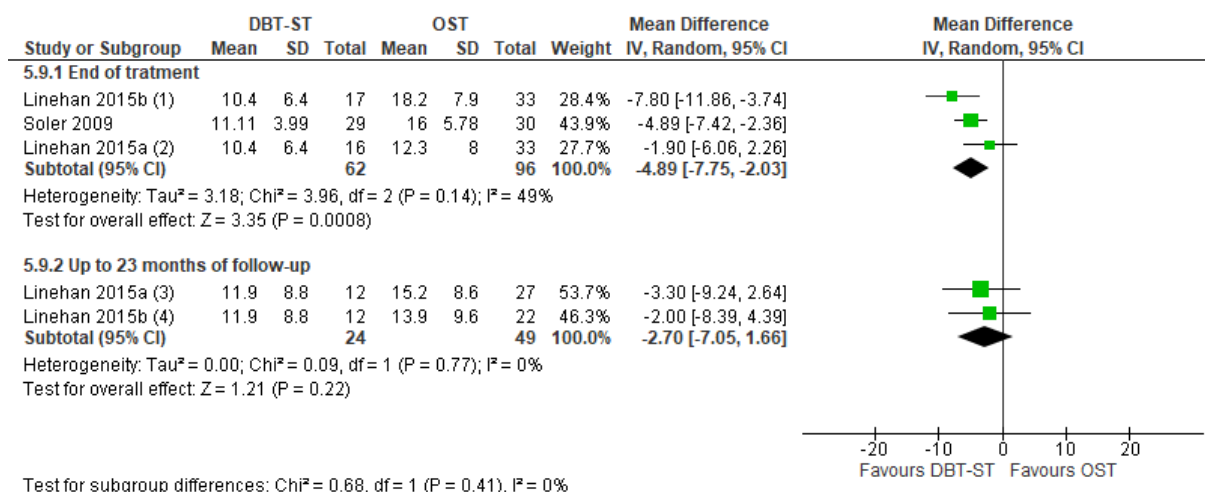 DBT-ST OST Mean Difference Mean Difference
Study or Subgroup Mean SD Total Mean SD Total Weight IV, Random, 95% CI IV, Random, 95% CI
5.9.1 End of tratment
Linehan 2015b (1) 10.4 6.4 17 18.2 7.9 33 28.4% -7.80 [-11.86, -3.74]
Soler 2009 11.11 3.99 29 16 5.78 30 43.9% -4.89 [-7.42, -2.36]
Linehan 2015a (2) 10.4 6.4 16 12.3 8 33 27.7% -1.90 [-6.06, 2.26]
Subtotal (95% CI) 62 96 100.0% -4.89 [-7.75, -2.03]
Heterogeneity: Tau² = 3.18; Chi² = 3.96, df = 2 (P = 0.14); I² = 49%
Test for overall effect: Z = 3.35 (P = 0.0008)
5.9.2 Up to 23 months of follow-up
Linehan 2015a (3) 11.9 8.8 12 15.2 8.6 27 53.7% -3.30 [-9.24, 2.64]
Linehan 2015b (4) 11.9 8.8 12 13.9 9.6 22 46.3% -2.00 [-8.39, 4.39]
Subtotal (95% CI) 24 49 100.0% -2.70 [-7.05, 1.66]
Heterogeneity: Tau² = 0.00; Chi² = 0.09, df = 1 (P = 0.77); I² = 0%
Test for overall effect: Z = 1.21 (P = 0.22)
-20 -10 0 10 20
Favours DBT-ST Favours OST
Test for subgroup differences: Chi² = 0.68, df = 1 (P = 0.41), I² = 0%